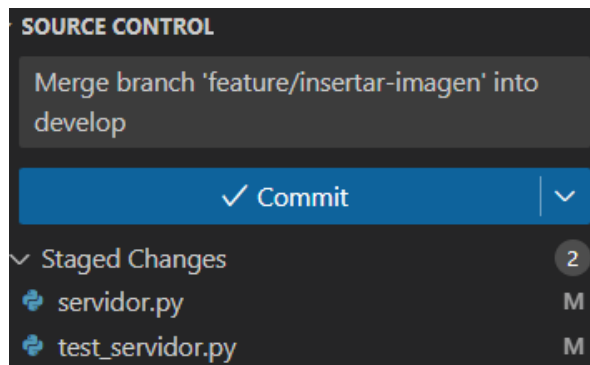 SOURCE CONTROL
Merge branch 'feature/insertar-imagen' into
develop
Commit
Staged Changes 2
servidor.py M
test_servidor.py M